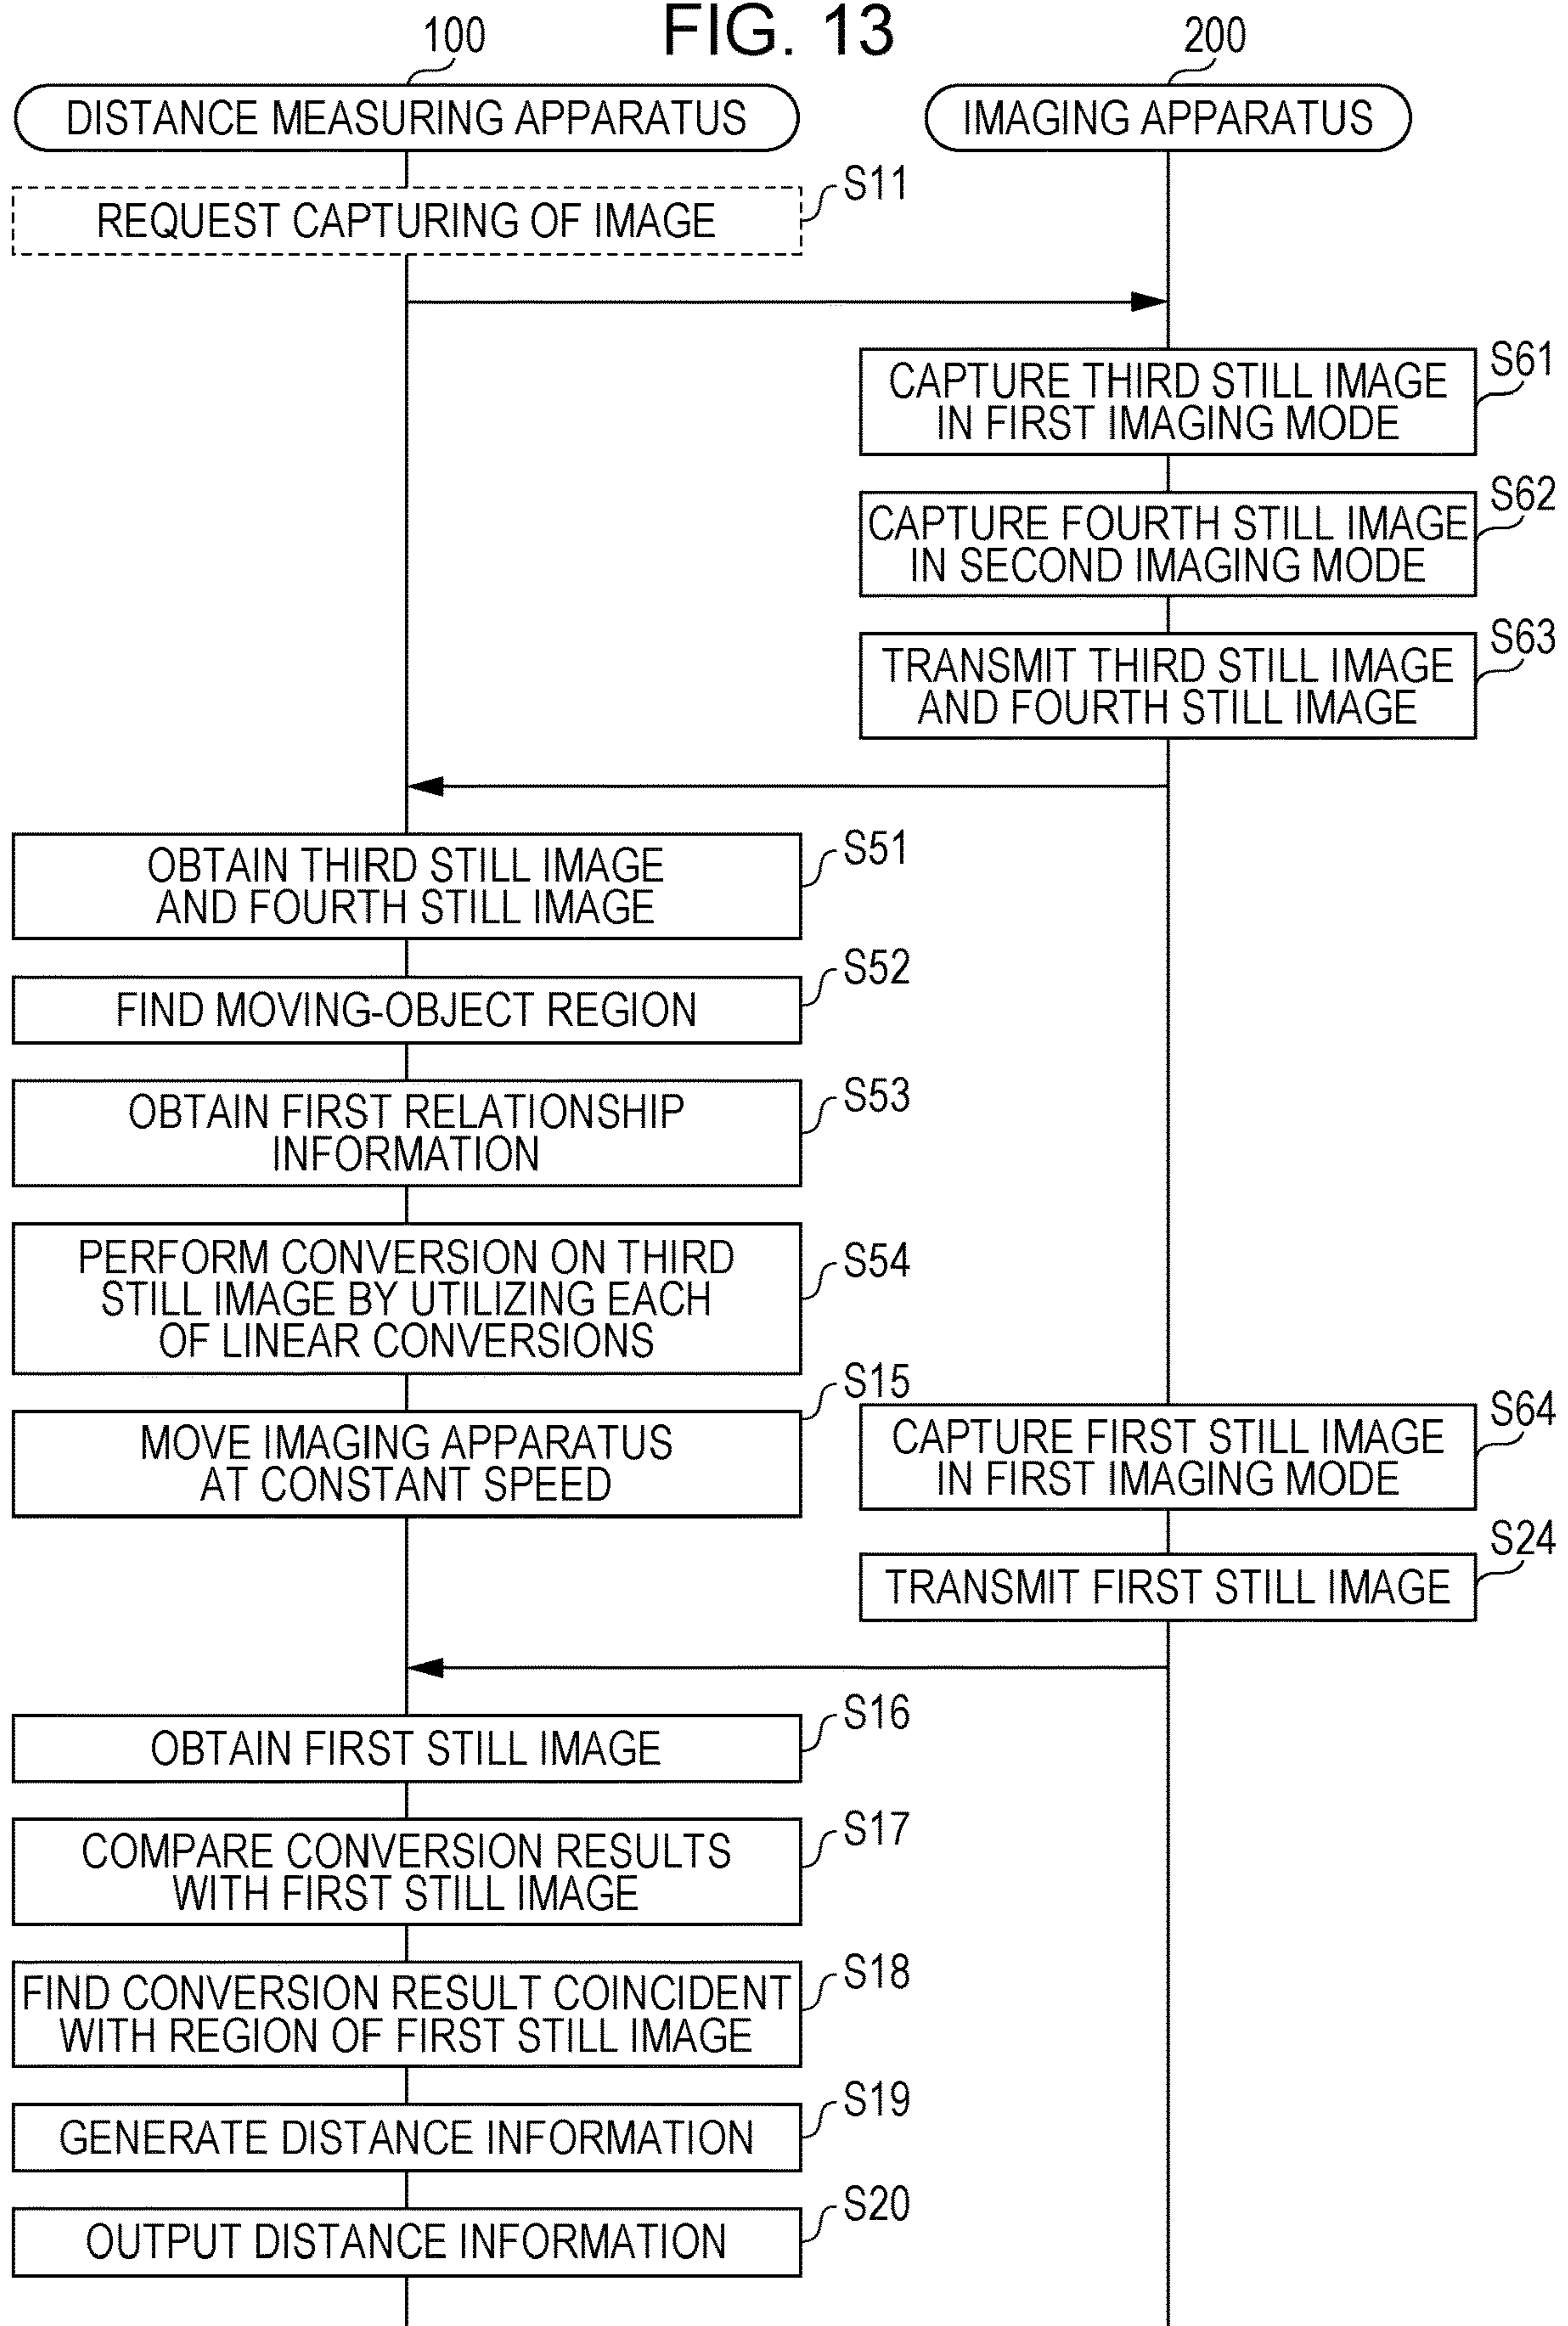 FIG. 13
100
200
DISTANCE MEASURING APPARATUS
IMAGING APPARATUS
S11
REQUEST CAPTURING OF IMAGE
S61
CAPTURE THIRD STILL IMAGE
IN FIRST IMAGING MODE
S62
CAPTURE FOURTH STILL IMAGE
IN SECOND IMAGING MODE
S63
TRANSMIT THIRD STILL IMAGE
AND FOURTH STILL IMAGE
S51
OBTAIN THIRD STILL IMAGE
AND FOURTH STILL IMAGE
S52
FIND MOVING-OBJECT REGION
S53
OBTAIN FIRST RELATIONSHIP
INFORMATION
S54
PERFORM CONVERSION ON THIRD
STILL IMAGE BY UTILIZING EACH
OF LINEAR CONVERSIONS
S15
MOVE IMAGING APPARATUS
AT CONSTANT SPEED
S64
CAPTURE FIRST STILL IMAGE
IN FIRST IMAGING MODE
S24
TRANSMIT FIRST STILL IMAGE
S16
OBTAIN FIRST STILL IMAGE
S17
COMPARE CONVERSION RESULTS
WITH FIRST STILL IMAGE
S18
FIND CONVERSION RESULT COINCIDENT
WITH REGION OF FIRST STILL IMAGE
S19
GENERATE DISTANCE INFORMATION
S20
OUTPUT DISTANCE INFORMATION